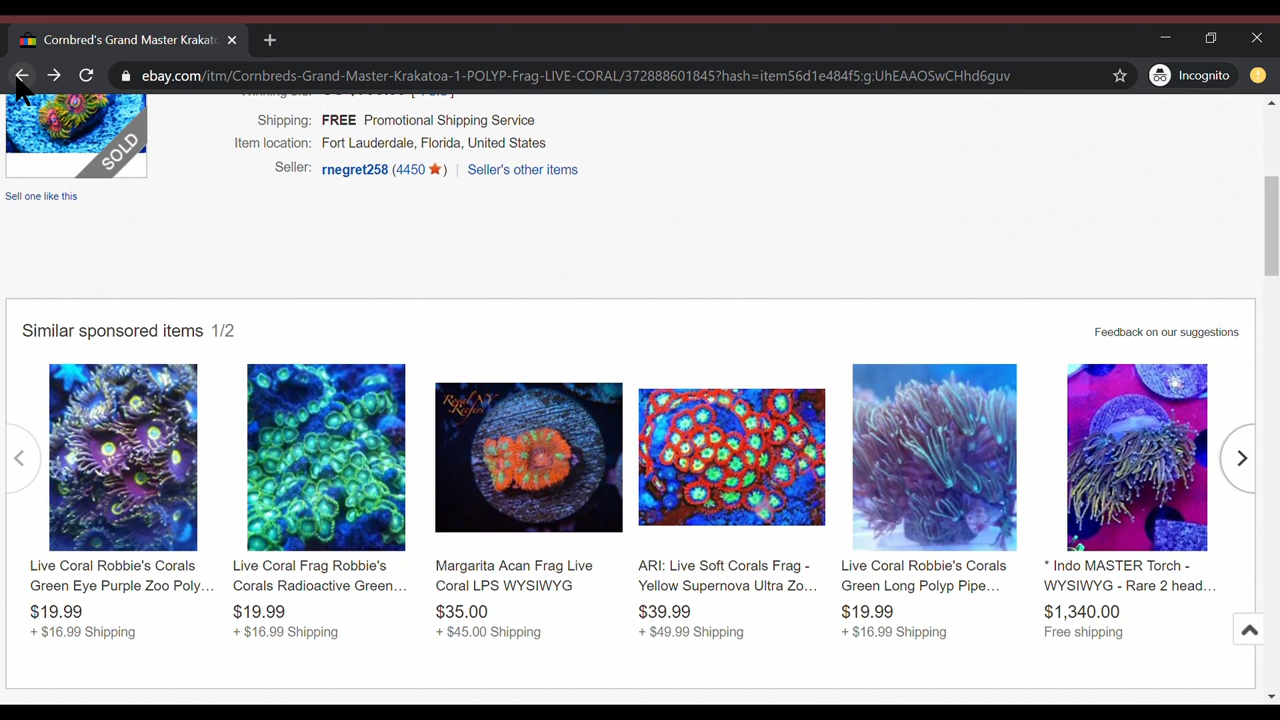 Cornbred's Grand Master Krakato
ebay.com/itm/Cornbreds-Grand-Master-Krakatoa-1-POLYP-Frag-LIVE-CORAL/372888601845?hash=item56d1e484f5:g:UhEAAOSwCHhd6guv
Incognito
Shipping: FREE Promotional Shipping Service
SOLD
Item location: Fort Lauderdale, Florida, United States
Seller: rnegret258 (4450 ) | Seller's other items
Sell one like this
Similar sponsored items 1/2
Feedback on our suggestions
Royal NY
Reefers
Live Coral Robbie's Corals
Green Eye Purple Zoo Poly...
$19.99
+ $16.99 Shipping
Live Coral Frag Robbie's
Corals Radioactive Green...
$19.99
+ $16.99 Shipping
Margarita Acan Frag Live
Coral LPS WYSIWYG
$35.00
+ $45.00 Shipping
ARI: Live Soft Corals Frag -
Yellow Supernova Ultra Zo...
$39.99
+ $49.99 Shipping
Live Coral Robbie's Corals
Green Long Polyp Pipe...
$19.99
+ $16.99 Shipping
* Indo MASTER Torch -
WYSIWYG - Rare 2 head...
$1,340.00
Free shipping